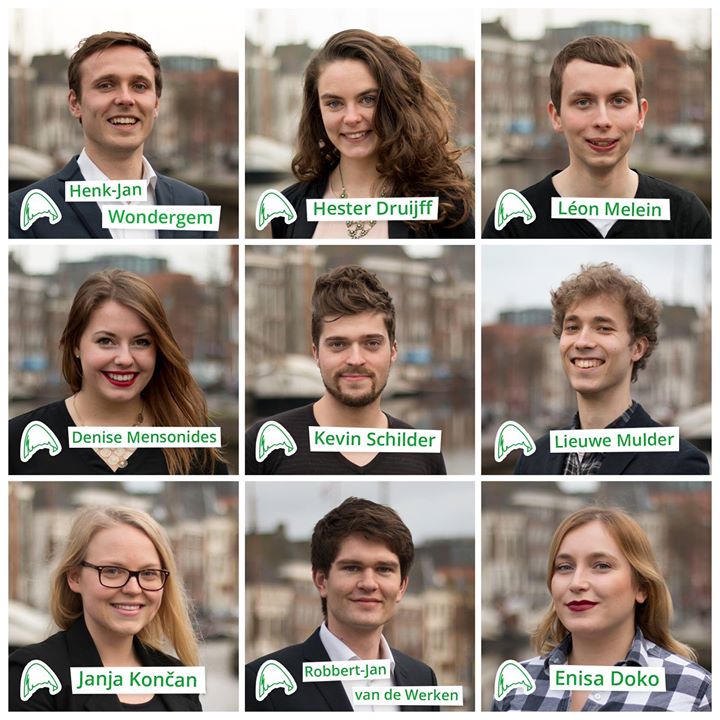 Henk-Jan
Wondergem
Hester Druijff
Léon Melein
Denise Mensonides
Kevin Schilder
Lieuwe Mulder
Janja Končan
Robbert-Jan
van de Werken
Enisa Doko